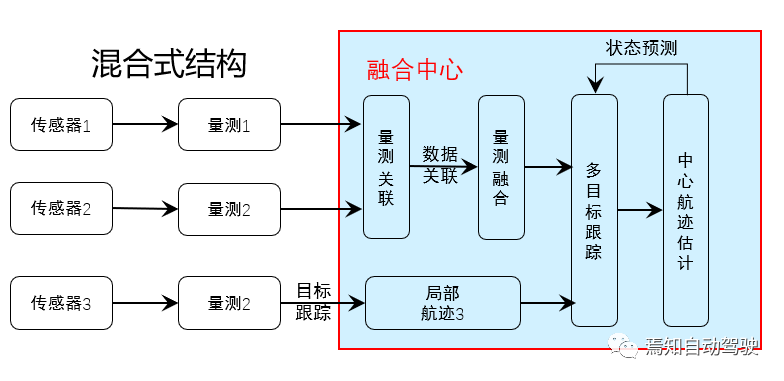 混合式结构
融合中心
状态预测
传感器1
量测1
量测关联
数据
关联
量测融合
多目标跟踪
中心航迹估计
传感器2
量测2
传感器3
量测2
目标
跟踪
局部
航迹3
焉知自动驾驶